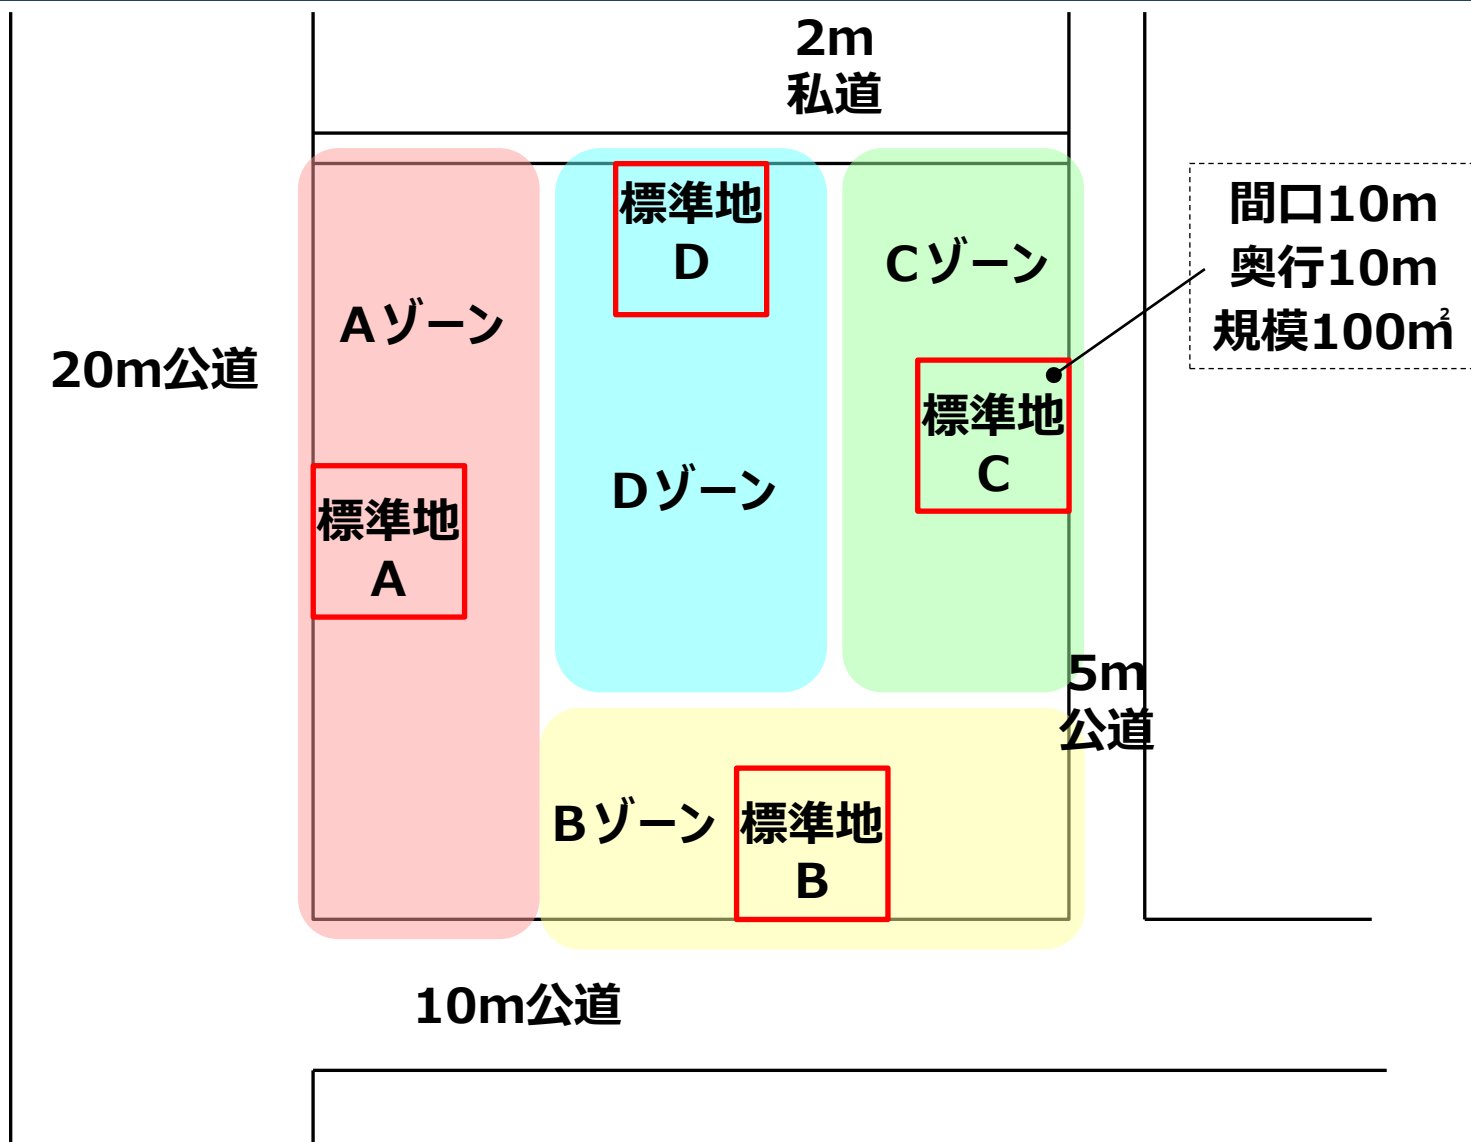 2m
私道
標準地
D
Cゾーン
間口10m
奥行10m
規模100㎡
Aゾーン
20m公道
標準地
C
Dゾーン
標準地
A
5m
公道
Bゾーン
標準地
B
10m公道